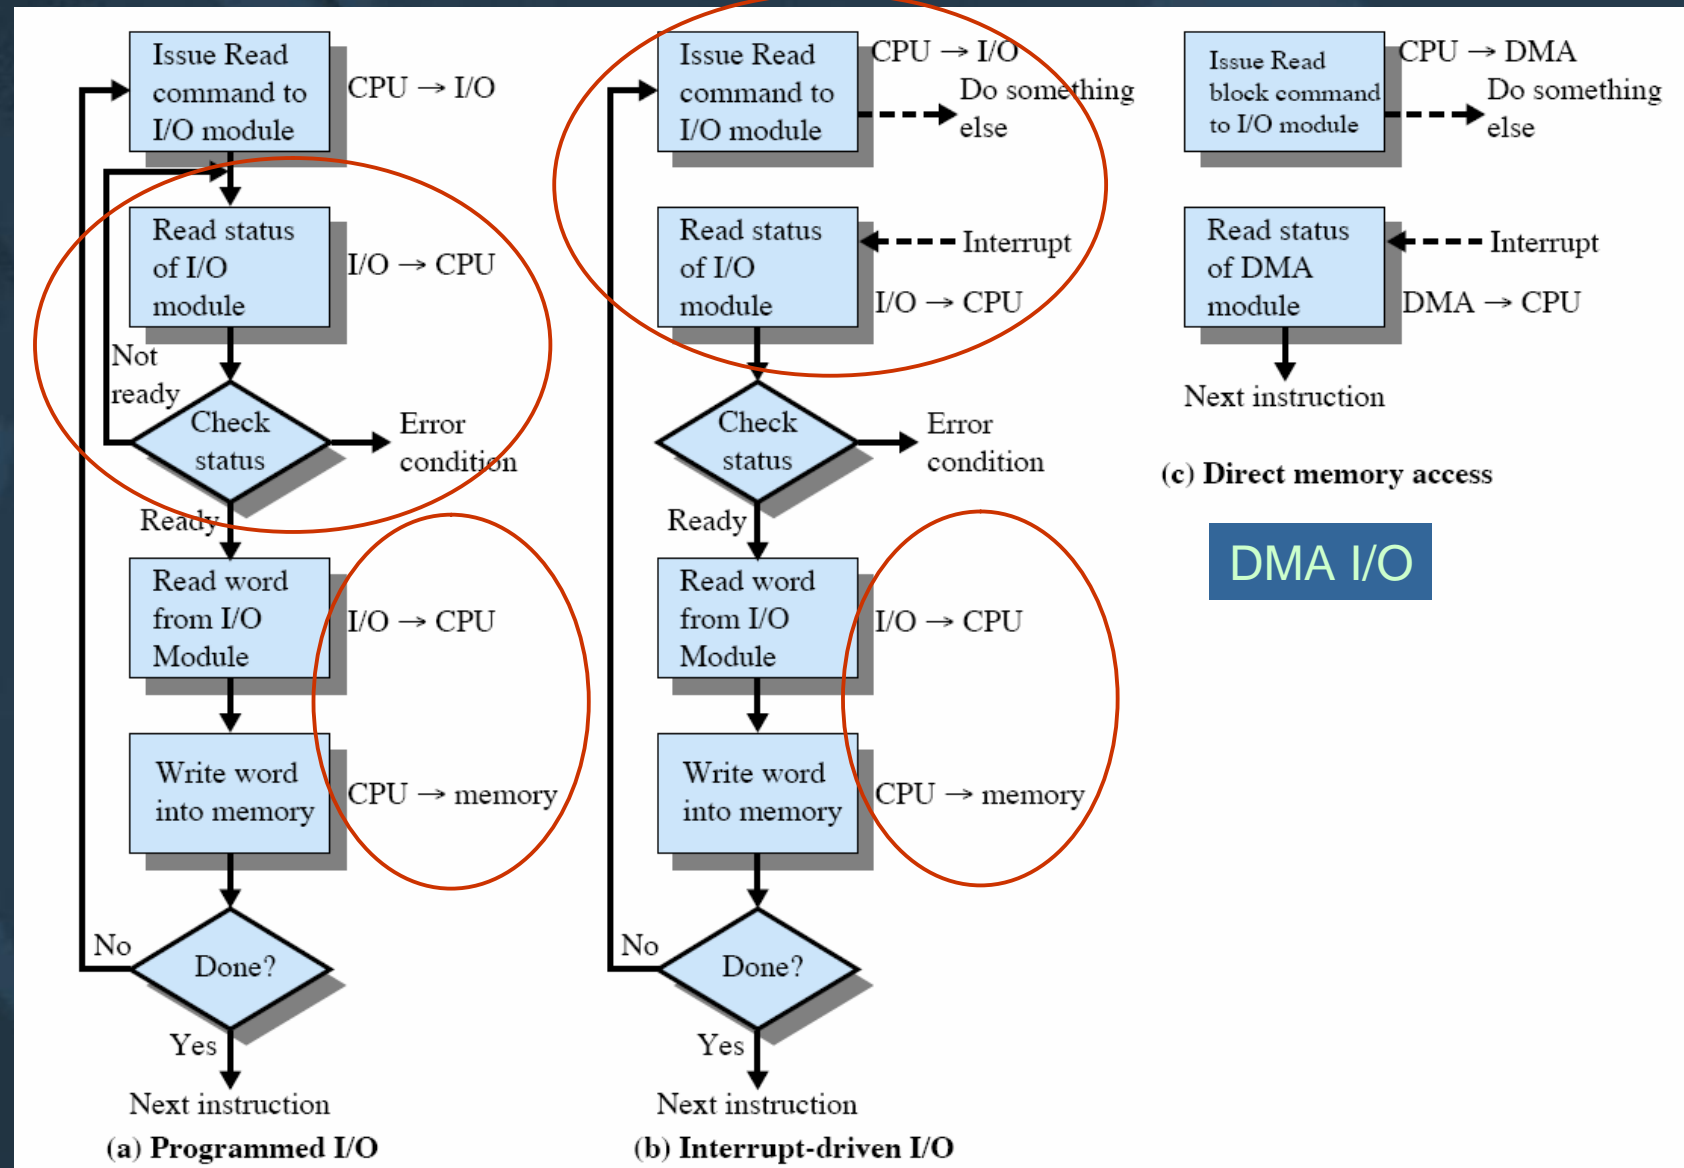 Issue Read
command to
I/O module
CPU → I/O
Read status
of I/O
module
I/O → CPU
Not
ready
Check
status
Error
condition
Ready
Read word
from I/O
Module
I/O → CPU
Write word
into memory
CPU → memory
No
Done?
Yes
Next instruction
(a) Programmed I/O
Issue Read
command to
I/O module
CPU → I/O
Do something
else
Read status
of I/O
module
Interrupt
I/O → CPU
Check
status
Error
condition
Ready
Read word
from I/O
Module
I/O → CPU
Write word
into memory
CPU → memory
No
Done?
Yes
Next instruction
(b) Interrupt-driven I/O
Issue Read
block command
to I/O module
CPU → DMA
Do something
else
Read status
of DMA
module
Interrupt
DMA → CPU
Next instruction
(c) Direct memory access
DMA I/O